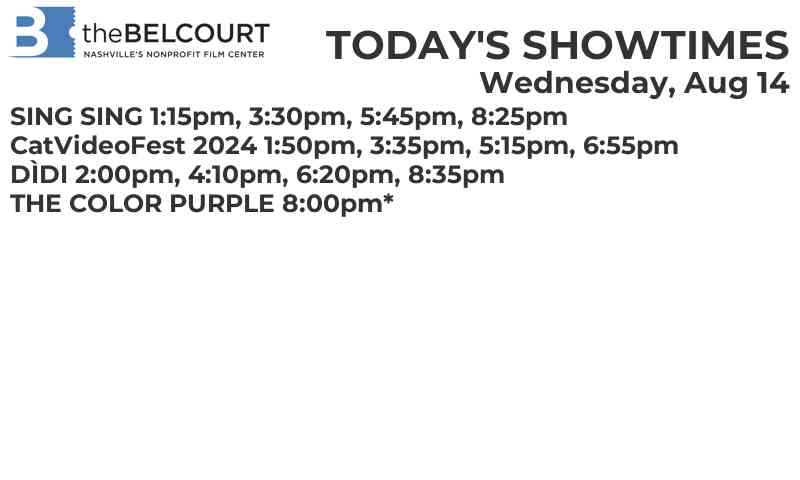 B
theBELCOURT
NASHVILLE'S NONPROFIT FILM CENTER
TODAY'S SHOWTIMES
Wednesday, Aug 14
SING SING 1:15pm, 3:30pm, 5:45pm, 8:25pm
CatVideoFest 2024 1:50pm, 3:35pm, 5:15pm, 6:55pm
DÌDI 2:00pm, 4:10pm, 6:20pm, 8:35pm
THE COLOR PURPLE 8:00pm*